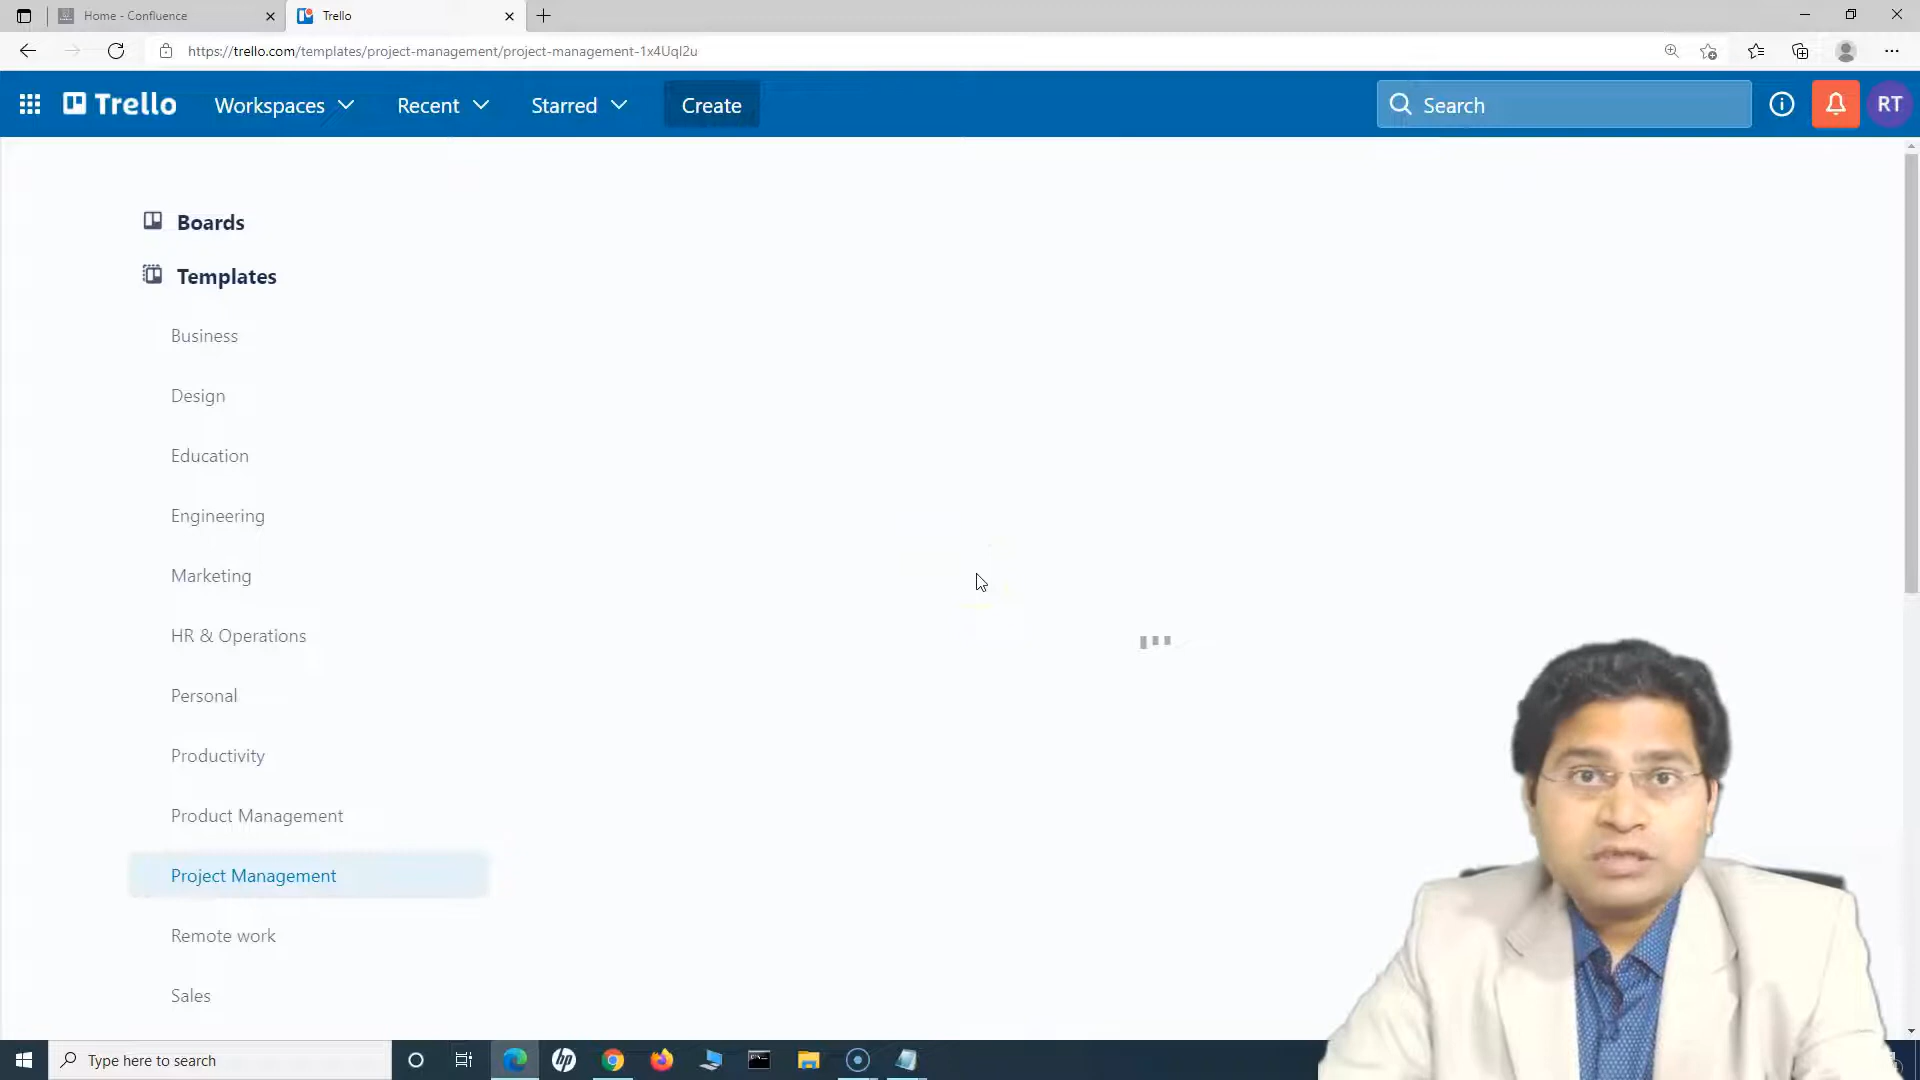 Home - Confluence
Trello
https://trello.com/templates/project-management/project-management-1x4Uql2u
Trello
Workspaces
Recent
Starred
Create
Search
RT
Boards
Templates
Business
Design
Education
Engineering
Marketing
HR & Operations
Personal
Productivity
Product Management
Project Management
Remote work
Sales
Type here to search
hp